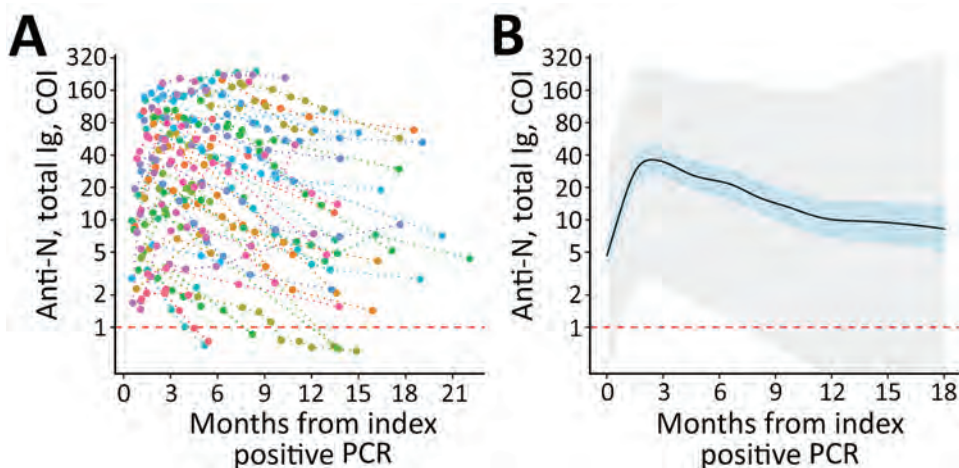 A
Anti-N, total Ig, COI
320
160
80
40
20
10
5
2
1
0 3 6 9 12 15 18 21
Months from index
positive PCR
B
Anti-N, total Ig, COI
320
160
80
40
20
10
5
2
1
0 3 6 9 12 15 18
Months from index
positive PCR